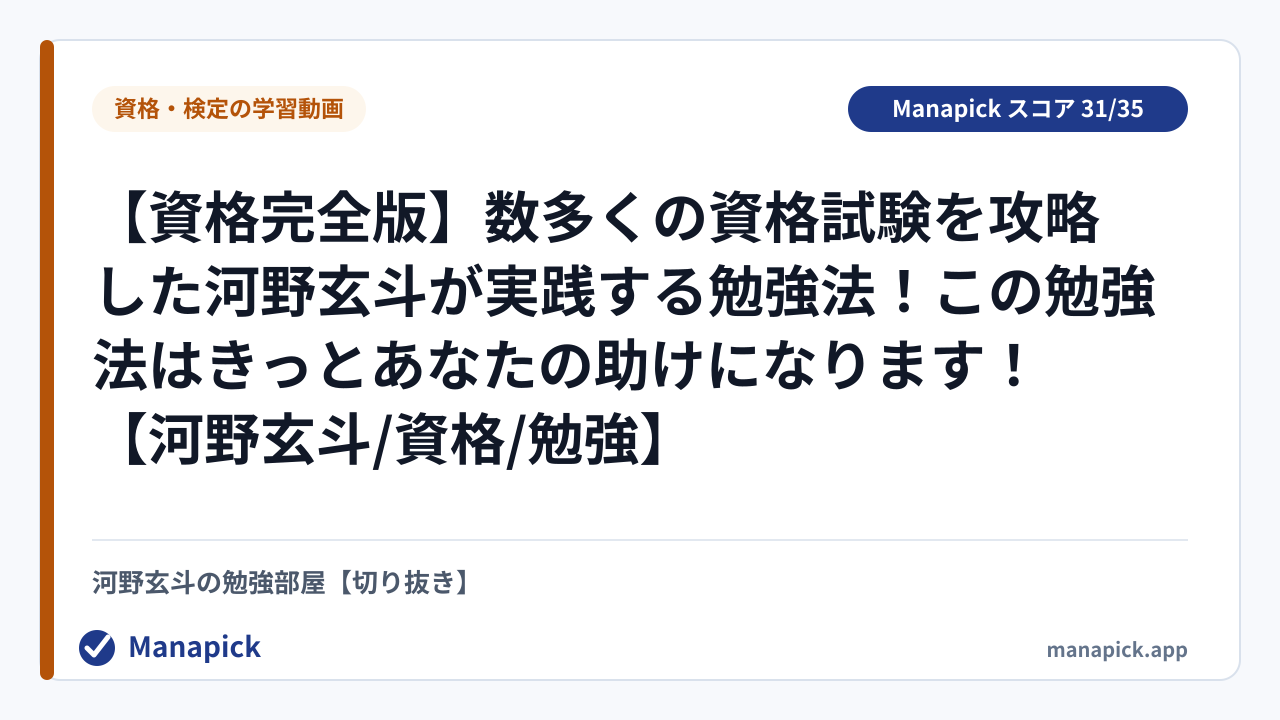 資格・検定の学習動画
Manapick スコア 31/35
【資格完全版】数多くの資格試験を攻略
した河野玄斗が実践する勉強法！この勉強
法はきっとあなたの助けになります！
【河野玄斗/資格/勉強】
河野玄斗の勉強部屋【切り抜き】
Manapick
manapick.app